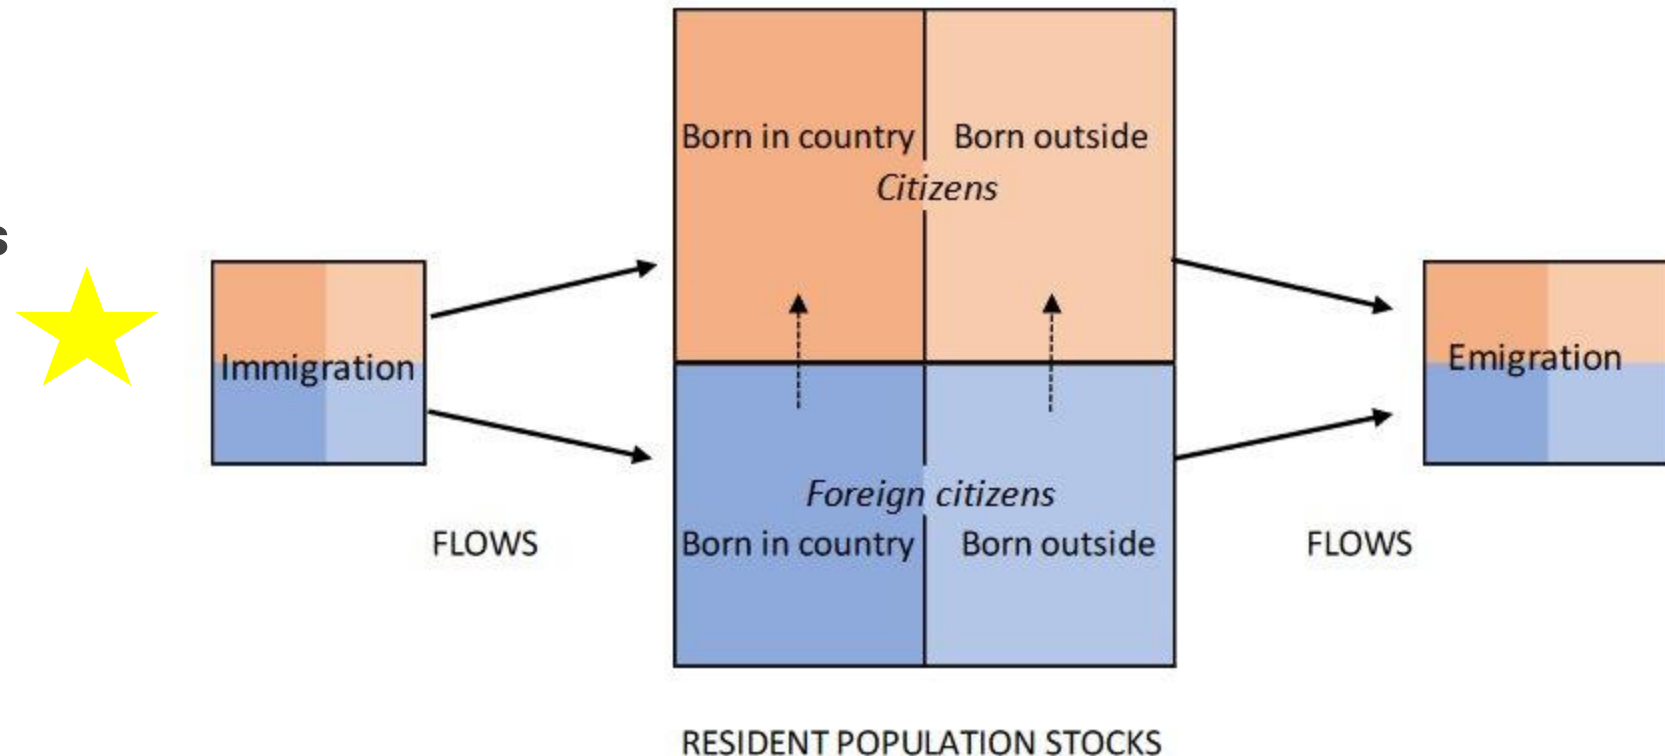 Born in country Born outside
Citizens
s
Immigration
Emigration
Foreign citizens
FLOWS
Born in country Born outside
FLOWS
RESIDENT POPULATION STOCKS